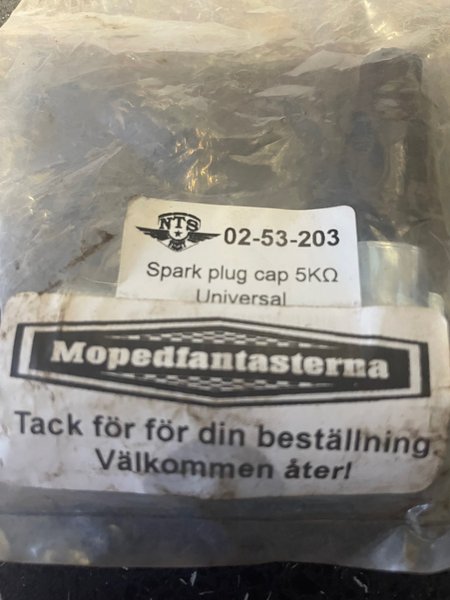 NTS
02-53-203
Spark plug cap 5KΩ
Universal
Mopedfantasterna
Tack för för din beställning.
Välkommen åter!